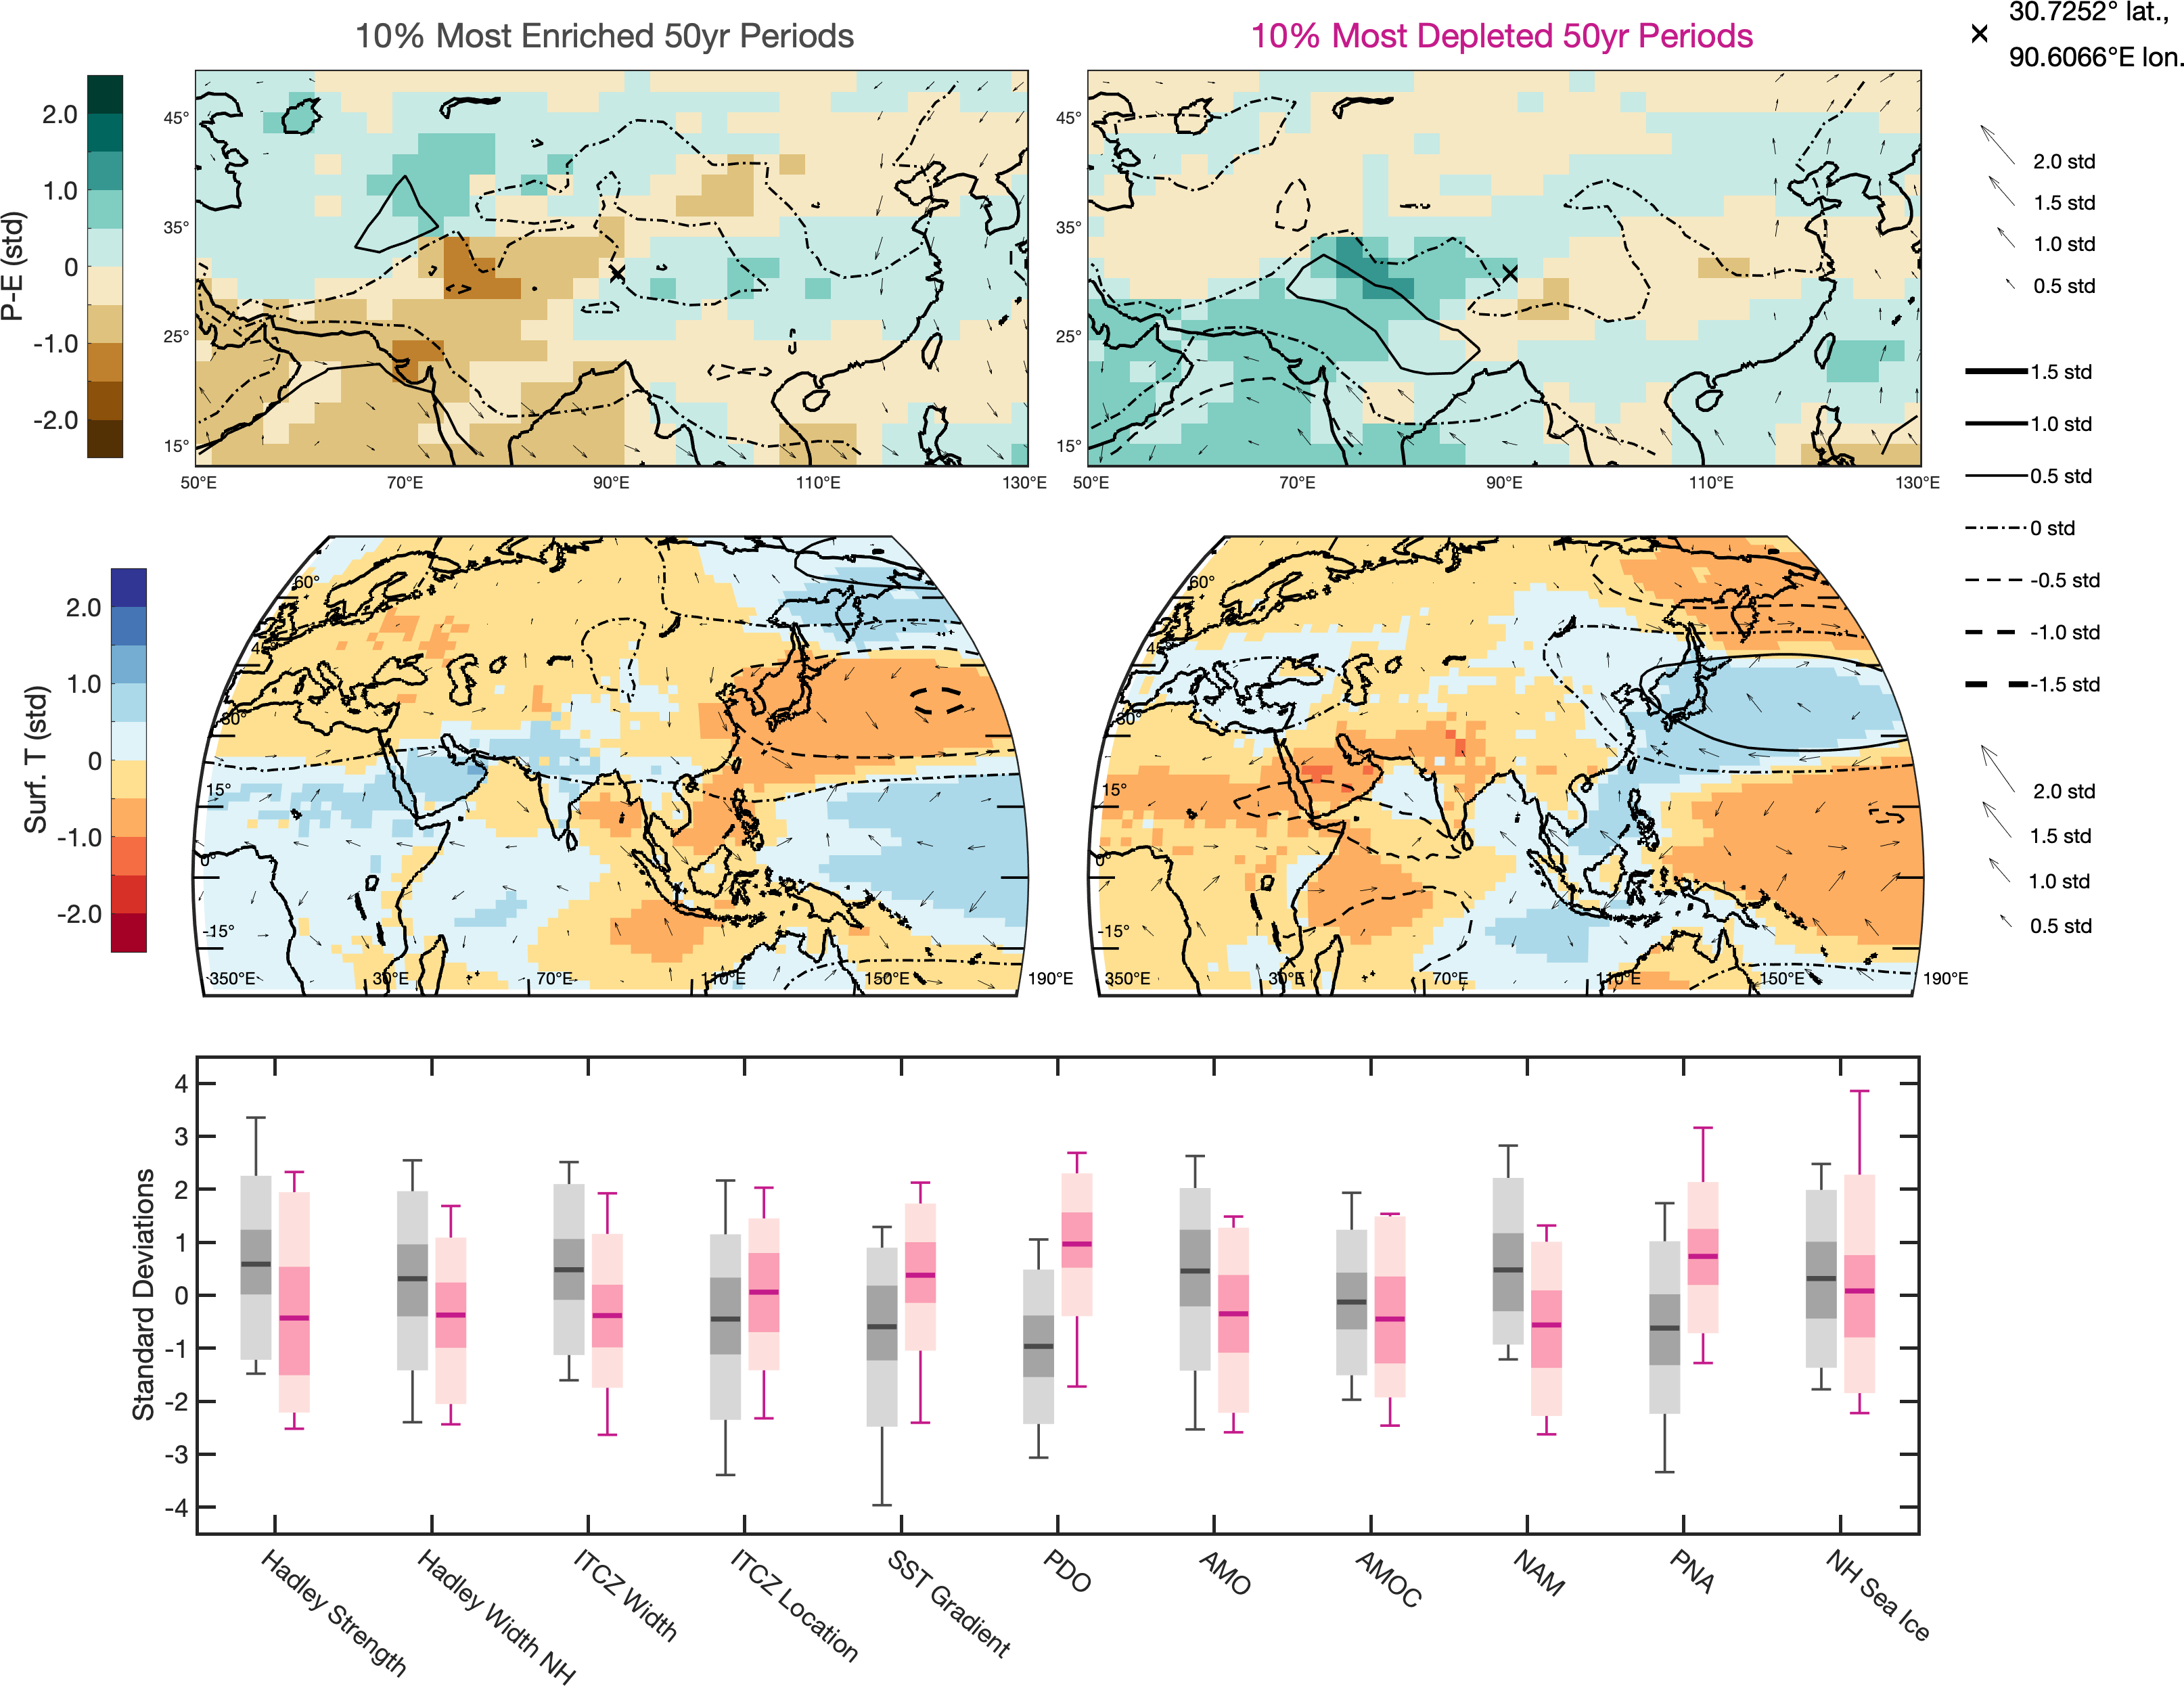 10% Most Enriched 50yr Periods
10% Most Depleted 50yr Periods
30.7252° lat.,
90.6066°E lon.
P-E (std)
2.0
1.0
0
-1.0
-2.0
45°
35°
25°
15°
50°E
70°E
90°E
110°E
130°E
45°
35°
25°
15°
50°E
70°E
90°E
110°E
130°E
2.0 std
1.5 std
1.0 std
0.5 std
1.5 std
1.0 std
0.5 std
0 std
-0.5 std
-1.0 std
-1.5 std
2.0 std
1.5 std
1.0 std
0.5 std
Surf. T (std)
2.0
1.0
0
-1.0
-2.0
60°
45°
30°
15°
0°
-15°
350°E
30°E
70°E
110°E
150°E
190°E
60°
45°
30°
15°
0°
-15°
350°E
30°E
70°E
110°E
150°E
190°E
Standard Deviations
4
3
2
1
0
-1
-2
-3
-4
Hadley Strength
Hadley Width NH
ITCZ Width
ITCZ Location
SST Gradient
PDO
AMO
AMOC
NAM
PNA
NH Sea Ice